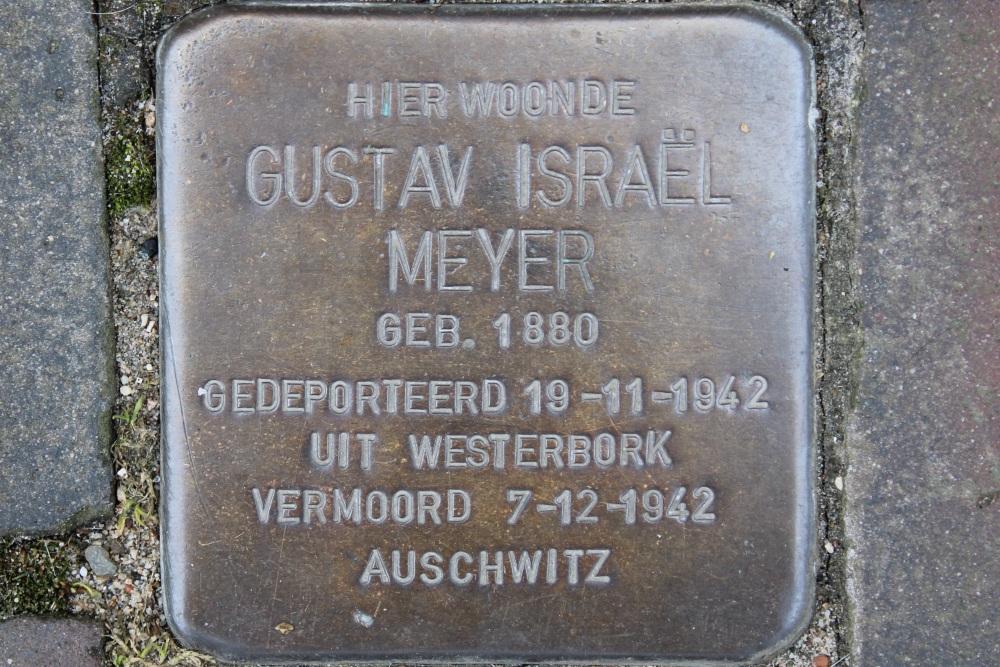 HIER WOONDE
GUSTAV ISRAËL
MEYER
GEB. 1880
GEDEPORTEERD 19-11-1942
UIT WESTERBORK
VERMOORD 7-12-1942
AUSCHWITZ